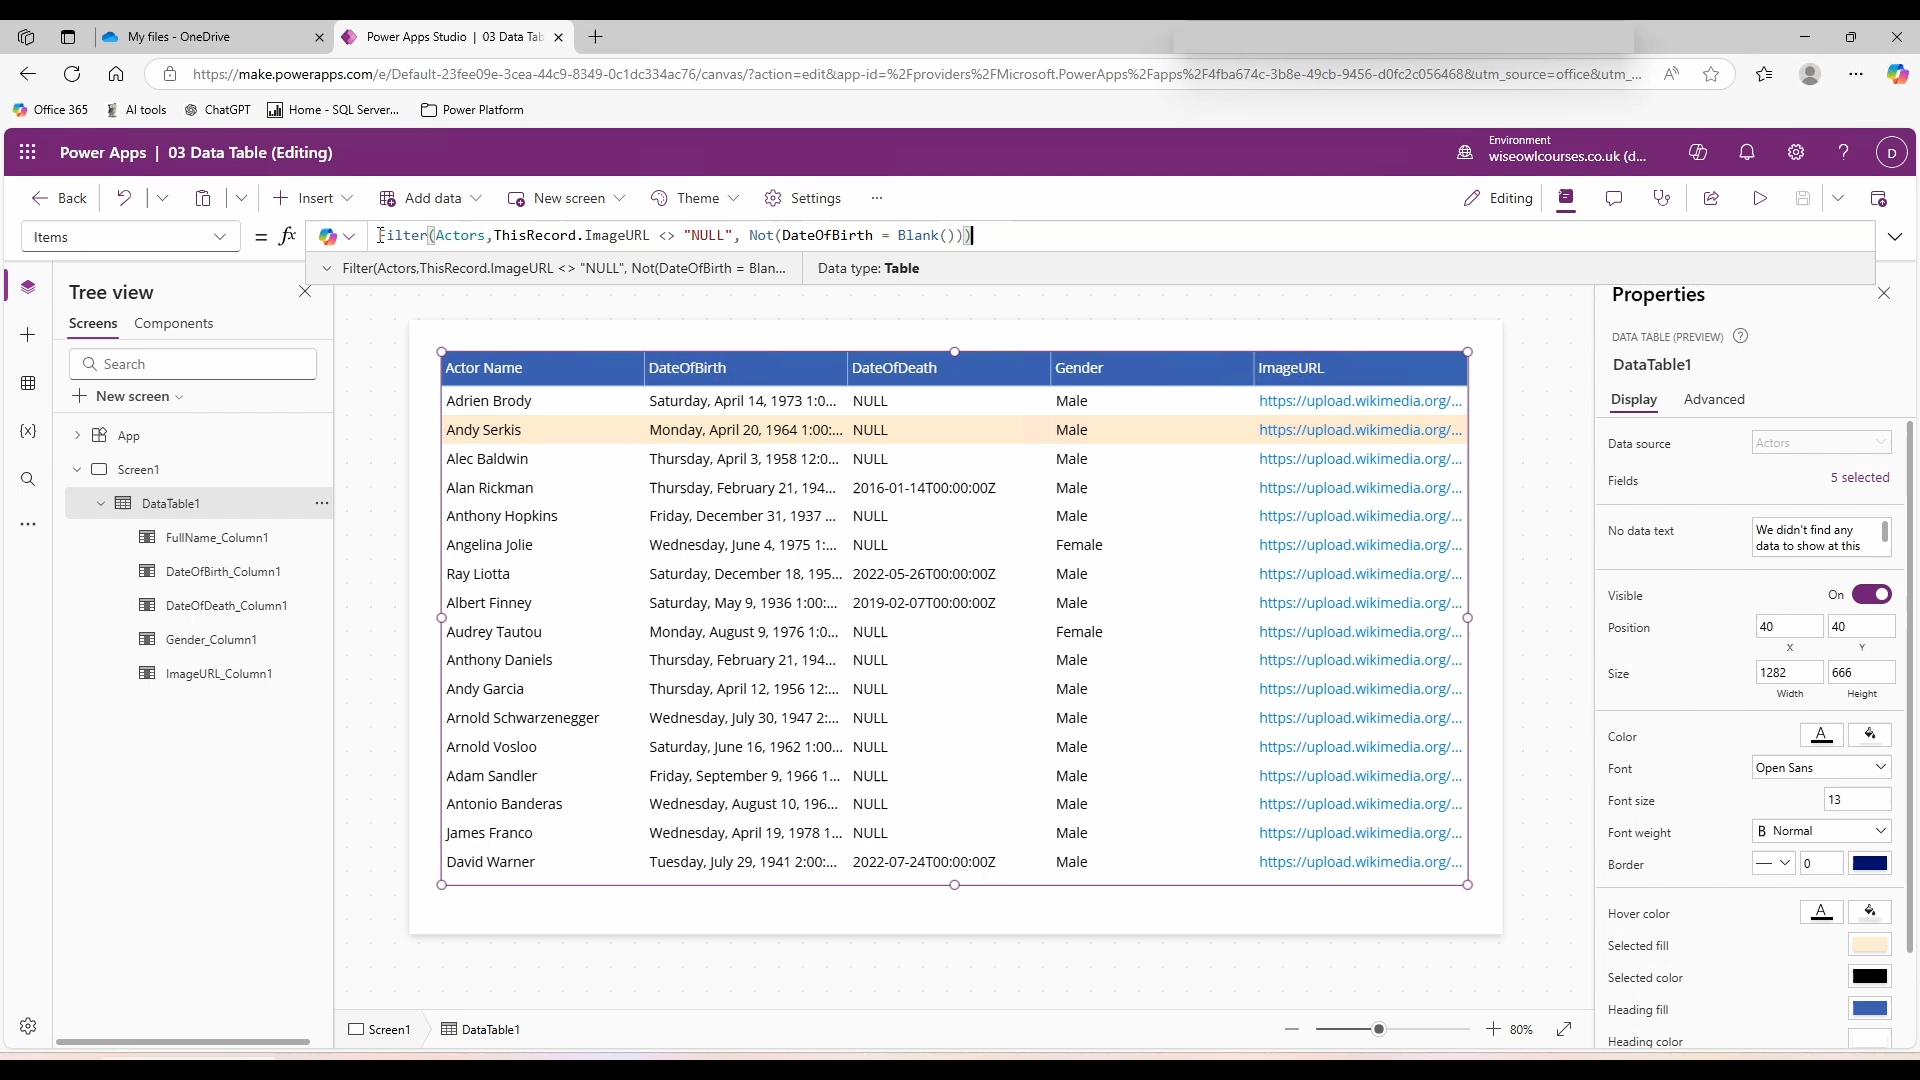 My files - OneDrive
Power Apps Studio | 03 Data Tab
https://make.powerapps.com/e/Default-23fee09e-3cea-44c9-8349-0c1dc334ac76/canvas/?action=edit&app-id=%2Fproviders%2FMicrosoft.PowerApps%2Fapps%2F4fba674c-3b8e-49cb-9456-d0fc2c056468&utm_source=office&utm_...
Office 365
AI tools
ChatGPT
Home - SQL Server...
Power Platform
Power Apps | 03 Data Table (Editing)
Environment
wiseowlcourses.co.uk (d...
D
Back
Insert
Add data
New screen
Theme
Settings
...
Editing
Items
= fx
Filter(Actors,ThisRecord.ImageURL <> "NULL", Not(DateOfBirth = Blank()))
Filter(Actors,ThisRecord.ImageURL <> "NULL", Not(DateOfBirth = Blan...
Data type: Table
Tree view
Screens
Components
Search
New screen
App
Screen1
DataTable1
FullName_Column1
DateOfBirth_Column1
DateOfDeath_Column1
Gender_Column1
ImageURL_Column1
Actor Name DateOfBirth DateOfDeath Gender ImageURL
Adrien Brody Saturday, April 14, 1973 1:0... NULL Male https://upload.wikimedia.org/...
Andy Serkis Monday, April 20, 1964 1:00:... NULL Male https://upload.wikimedia.org/...
Alec Baldwin Thursday, April 3, 1958 12:0... NULL Male https://upload.wikimedia.org/...
Alan Rickman Thursday, February 21, 194... 2016-01-14T00:00:00Z Male https://upload.wikimedia.org/...
Anthony Hopkins Friday, December 31, 1937 ... NULL Male https://upload.wikimedia.org/...
Angelina Jolie Wednesday, June 4, 1975 1:... NULL Female https://upload.wikimedia.org/...
Ray Liotta Saturday, December 18, 195... 2022-05-26T00:00:00Z Male https://upload.wikimedia.org/...
Albert Finney Saturday, May 9, 1936 1:00:... 2019-02-07T00:00:00Z Male https://upload.wikimedia.org/...
Audrey Tautou Monday, August 9, 1976 1:0... NULL Female https://upload.wikimedia.org/...
Anthony Daniels Thursday, February 21, 194... NULL Male https://upload.wikimedia.org/...
Andy Garcia Thursday, April 12, 1956 12:... NULL Male https://upload.wikimedia.org/...
Arnold Schwarzenegger Wednesday, July 30, 1947 2:... NULL Male https://upload.wikimedia.org/...
Arnold Vosloo Saturday, June 16, 1962 1:00... NULL Male https://upload.wikimedia.org/...
Adam Sandler Friday, September 9, 1966 1... NULL Male https://upload.wikimedia.org/...
Antonio Banderas Wednesday, August 10, 196... NULL Male https://upload.wikimedia.org/...
James Franco Wednesday, April 19, 1978 1... NULL Male https://upload.wikimedia.org/...
David Warner Tuesday, July 29, 1941 2:00:... 2022-07-24T00:00:00Z Male https://upload.wikimedia.org/...
Screen1
DataTable1
80%
Properties
DATA TABLE (PREVIEW)
DataTable1
Display
Advanced
Data source Actors
Fields 5 selected
No data text We didn't find any
data to show at this
Visible On
Position 40 40
X Y
Size 1282 666
Width Height
Color
Font Open Sans
Font size 13
Font weight B Normal
Border 0
Hover color
Selected fill
Selected color
Heading fill
Heading color